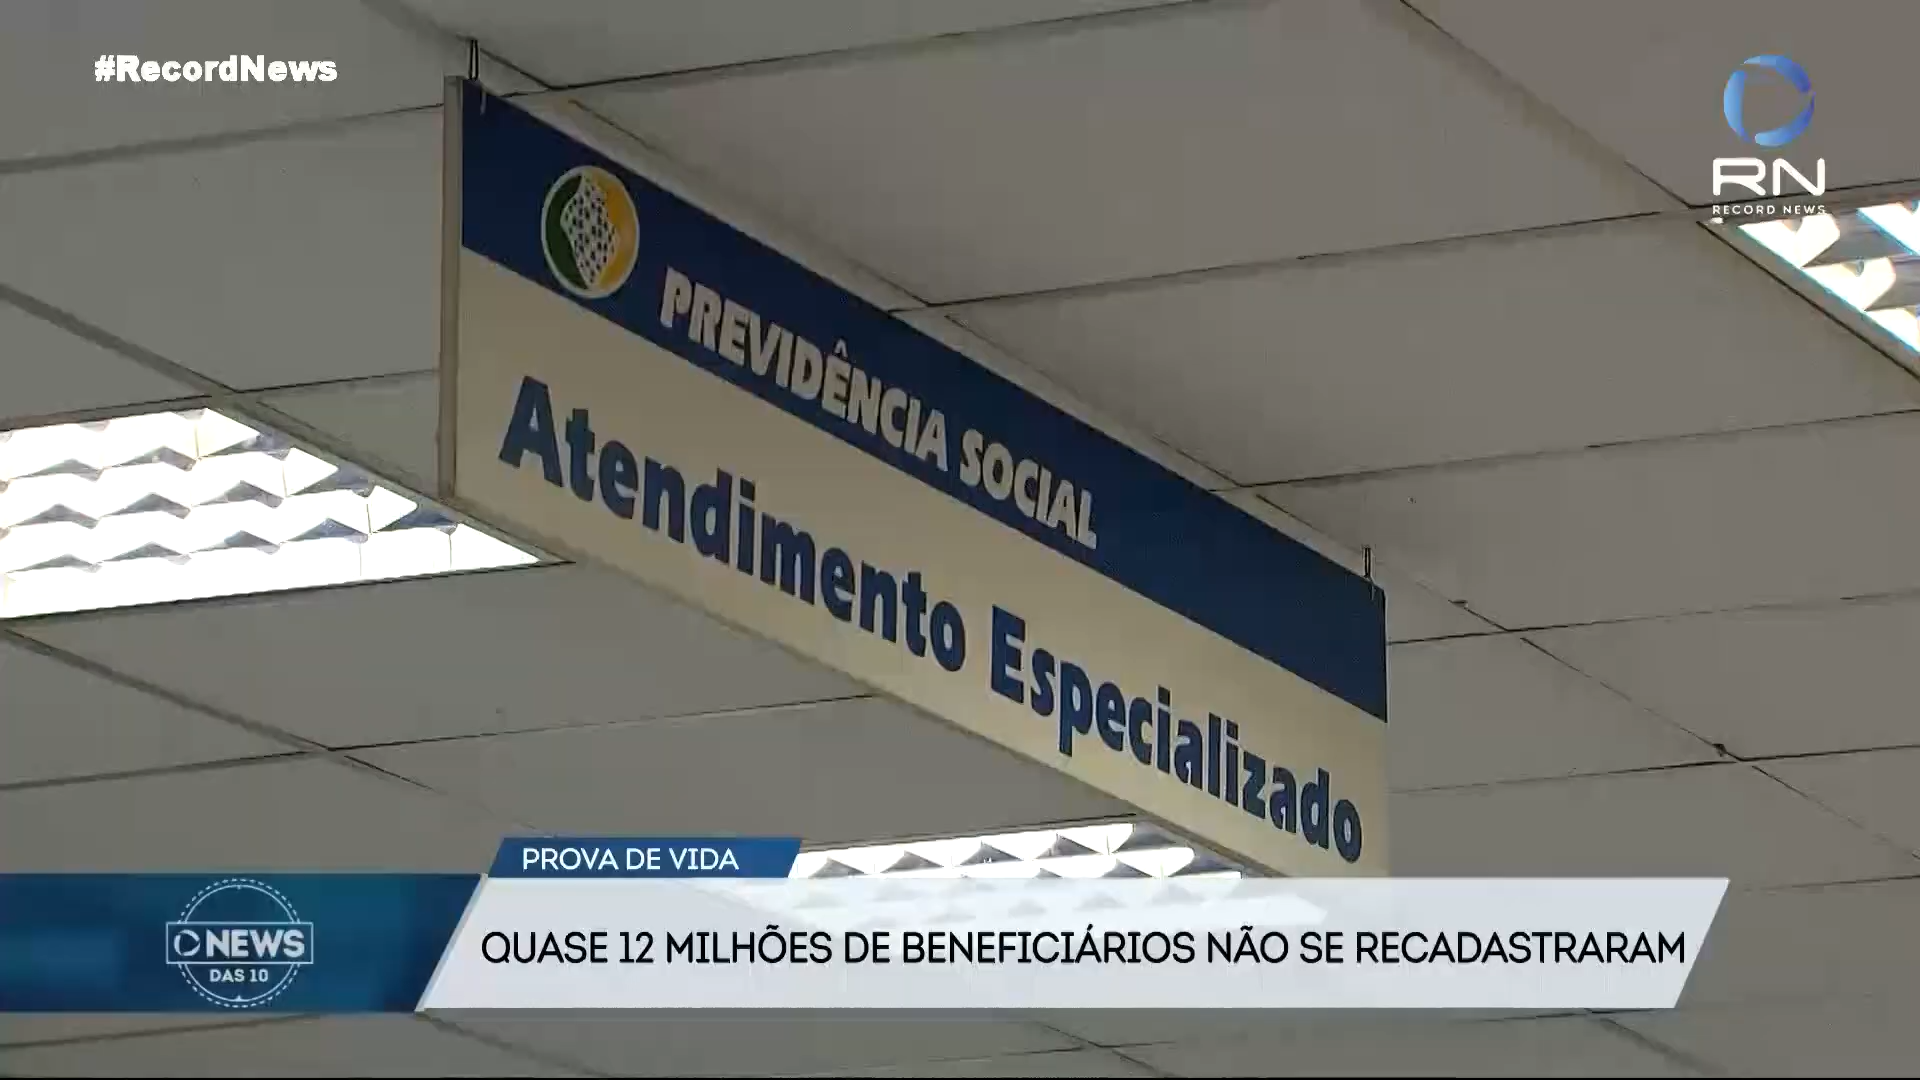 #RecordNews
RN
RECORD NEWS
PREVIDÊNCIA SOCIAL
Atendimento Especializado
PROVA DE VIDA
NEWS
DAS 10
QUASE 12 MILHÕES DE BENEFICIÁRIOS NÃO SE RECADASTRARAM